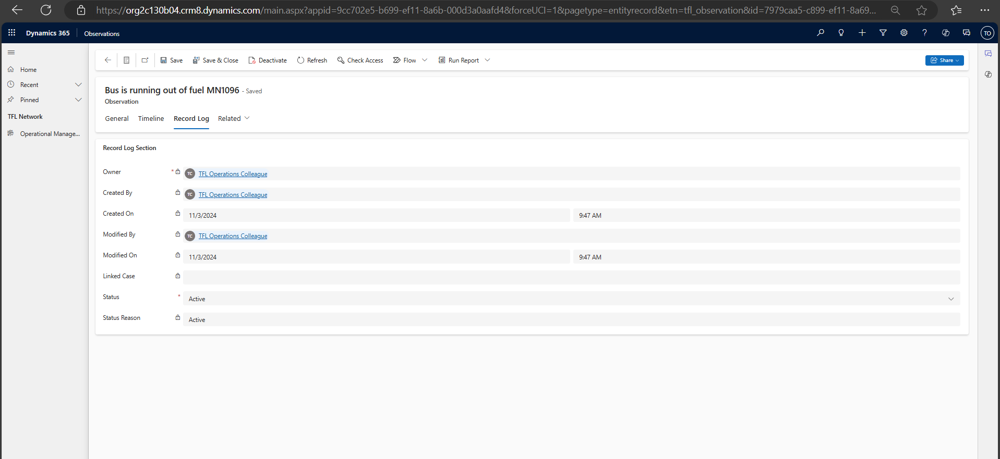 https://org2c130b04.crm8.dynamics.com/main.aspx?appid=9cc702e5-b699-ef11-8a6b-000d3a0aafd4&forceUCI=1&pagetype=entityrecord&etn=tfl_observation&id=7979caa5-c899-ef11-8a69...
Dynamics 365 Observations TO
Save Save & Close Deactivate Refresh Check Access Flow Run Report Share
Home
Recent
Pinned
TFL Network
Operational Manage...
Bus is running out of fuel MN1096 - Saved
Observation
General Timeline Record Log Related
Record Log Section
Owner * TC TFL Operations Colleague
Created By TC TFL Operations Colleague
Created On 11/3/2024 9:47 AM
Modified By TC TFL Operations Colleague
Modified On 11/3/2024 9:47 AM
Linked Case
Status * Active
Status Reason Active